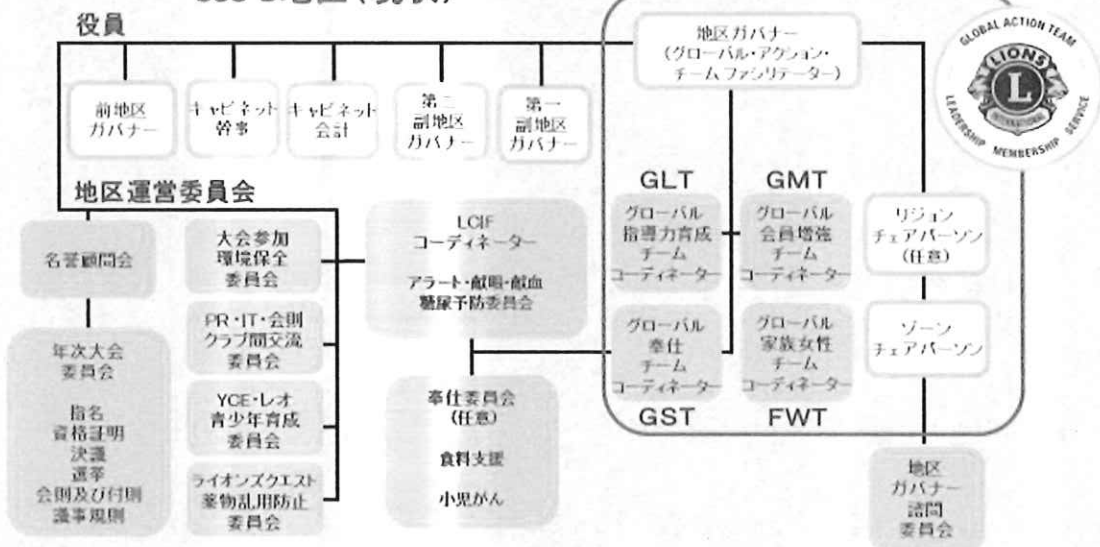 役員
地区ガバナー
(グローバル・アクション・
チームファシリテーター)
GLOBAL ACTION TEAM
LIONS
L
INTERNATIONAL
LEADERSHIP MEMBERSHIP SERVICE
前地区
ガバナー
キャビネット
幹事
キャビネット
会計
第二
副地区
ガバナー
第一
副地区
ガバナー
地区運営委員会
名誉顧問会
年次大会
委員会
指名
資格証明
決議
選挙
会則及び付則
議事規則
大会参加
環境保全
委員会
PR・IT・会則
クラブ間交流
委員会
YCE・レオ
青少年育成
委員会
ライオンズクエスト
薬物乱用防止
委員会
LCIF
コーディネーター
アラート・献眼・献血
糖尿予防委員会
奉仕委員会
(任意)
食料支援
小児がん
GLT
グローバル
指導力育成
チーム
コーディネーター
GMT
グローバル
会員増強
チーム
コーディネーター
グローバル
奉仕
チーム
コーディネーター
GST
グローバル
家族女性
チーム
コーディネーター
FWT
リジョン
チェアパーソン
(任意)
ゾーン
チェアパーソン
地区
ガバナー
諮問
委員会